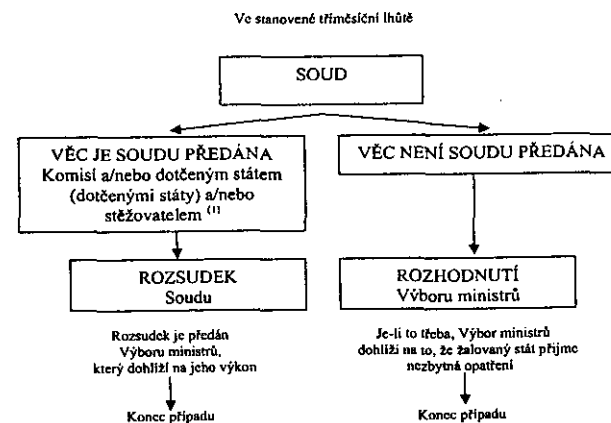 Ve stanovené tříměsíční lhůtě
SOUD
VĚC JE SOUDU PŘEDÁNA
Komisí a/nebo dotčeným státem
(dotčenými státy) a/nebo
stěžovatelem (1)
VĚC NENÍ SOUDU PŘEDÁNA
ROZSUDEK
Soudu
ROZHODNUTÍ
Výboru ministrů
Rozsudek je předán
Výboru ministrů,
který dohlíží na jeho výkon
Je-li to třeba, Výbor ministrů
dohlíží na to, že žalovaný stát přijme
nezbytná opatření
Konec případu
Konec případu